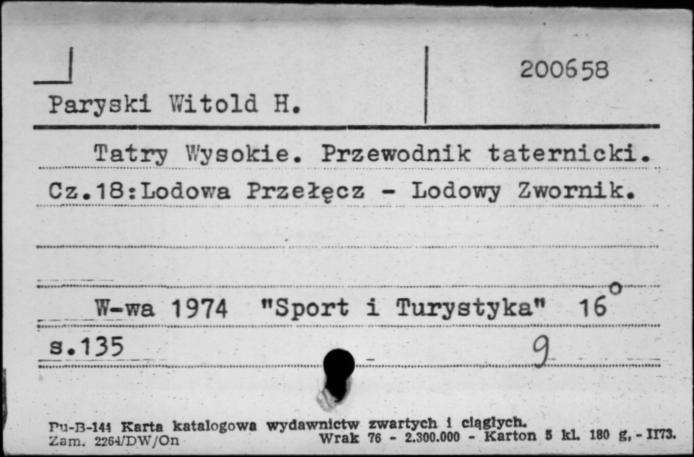 200658
Paryski Witold H.
Tatry Wysokie. Przewodnik taternicki.
Cz.18:Lodowa Przełęcz - Lodowy Zwornik.
W-wa 1974 "Sport i Turystyka" 16°
s.135 9
Pu-B-144 Karta katalogowa wydawnictw zwartych i ciągłych.
Zam. 2264/DW/On Wrak 76 - 2.300.000 - Karton 5 kl. 180 g, - II73.